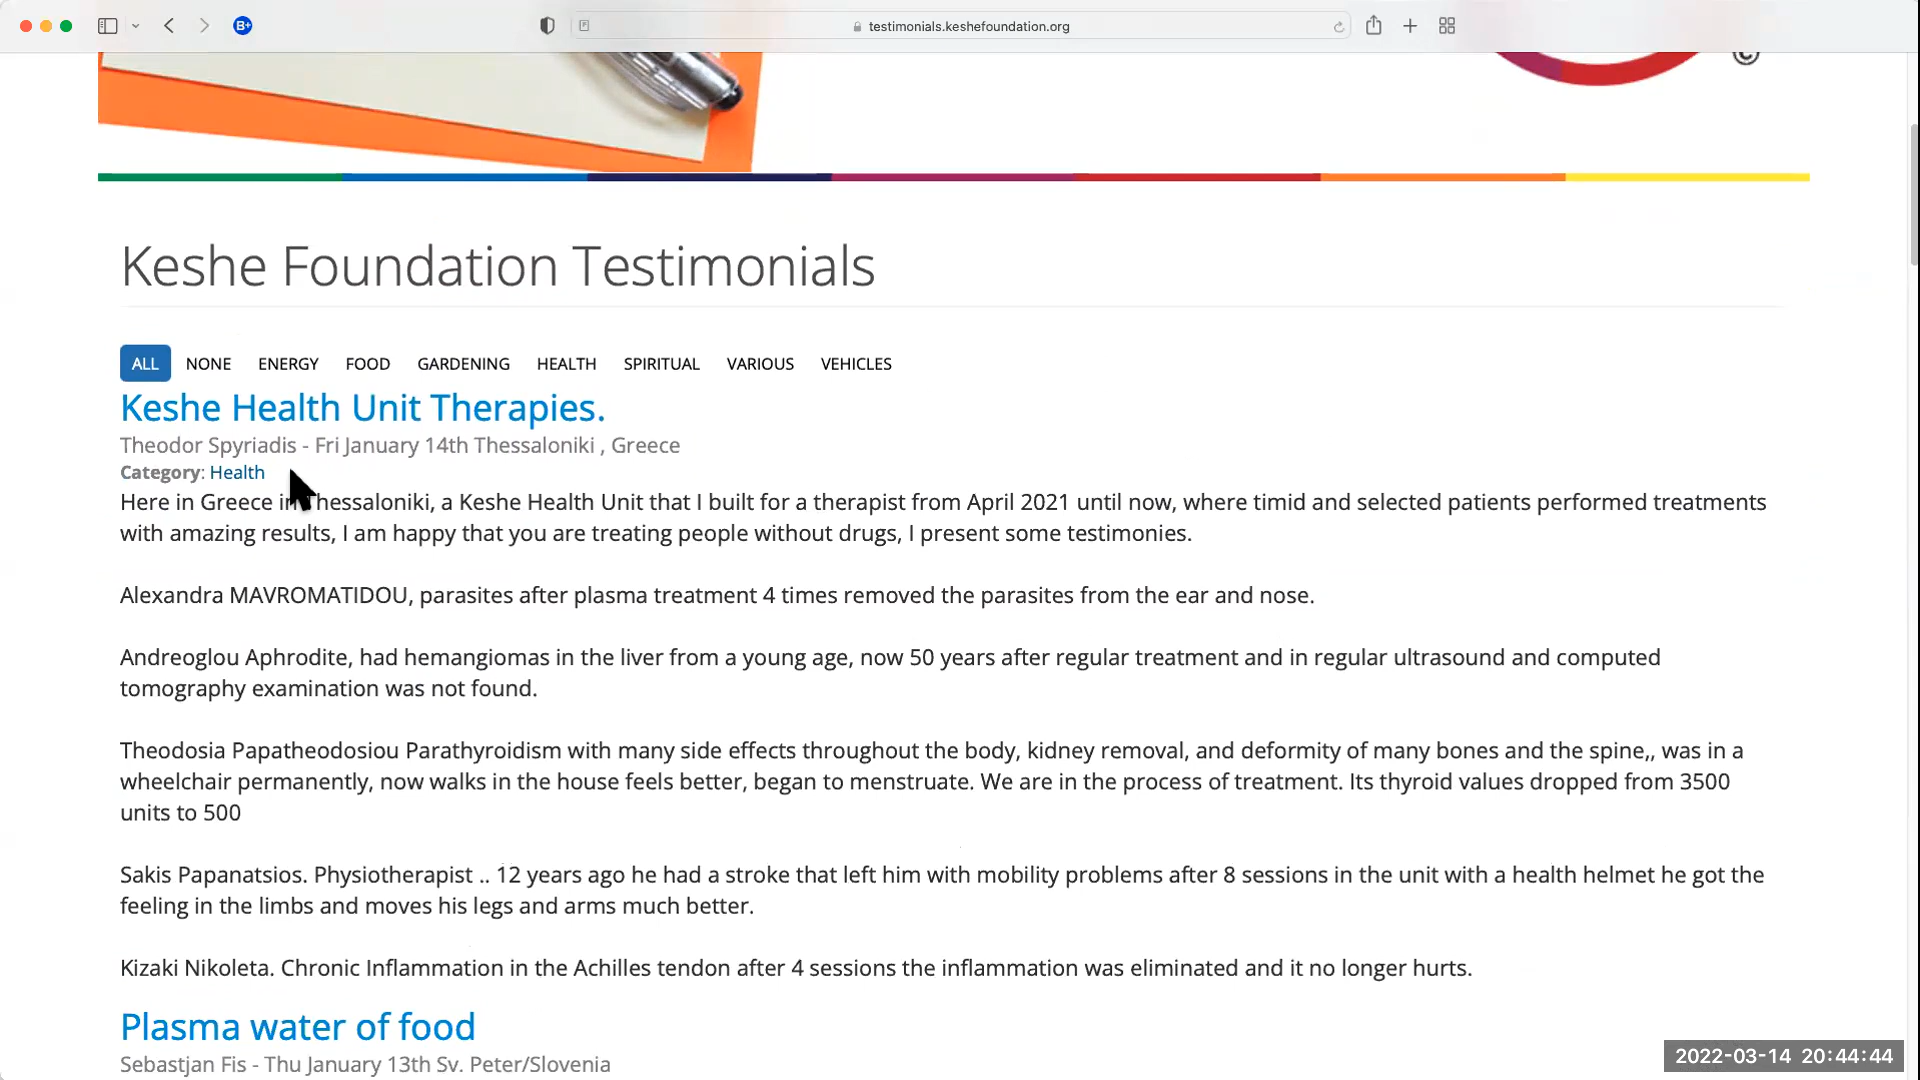 B+
testimonials.keshefoundation.org
©
Keshe Foundation Testimonials
ALL NONE ENERGY FOOD GARDENING HEALTH SPIRITUAL VARIOUS VEHICLES
Keshe Health Unit Therapies.
Theodor Spyriadis - Fri January 14th Thessaloniki , Greece
Category: Health
Here in Greece in Thessaloniki, a Keshe Health Unit that I built for a therapist from April 2021 until now, where timid and selected patients performed treatments
with amazing results, I am happy that you are treating people without drugs, I present some testimonies.
Alexandra MAVROMATIDOU, parasites after plasma treatment 4 times removed the parasites from the ear and nose.
Andreoglou Aphrodite, had hemangiomas in the liver from a young age, now 50 years after regular treatment and in regular ultrasound and computed
tomography examination was not found.
Theodosia Papatheodosiou Parathyroidism with many side effects throughout the body, kidney removal, and deformity of many bones and the spine,, was in a
wheelchair permanently, now walks in the house feels better, began to menstruate. We are in the process of treatment. Its thyroid values dropped from 3500
units to 500
Sakis Papanatsios. Physiotherapist .. 12 years ago he had a stroke that left him with mobility problems after 8 sessions in the unit with a health helmet he got the
feeling in the limbs and moves his legs and arms much better.
Kizaki Nikoleta. Chronic Inflammation in the Achilles tendon after 4 sessions the inflammation was eliminated and it no longer hurts.
Plasma water of food
Sebastjan Fis - Thu January 13th Sv. Peter/Slovenia
2022-03-14 20:44:44